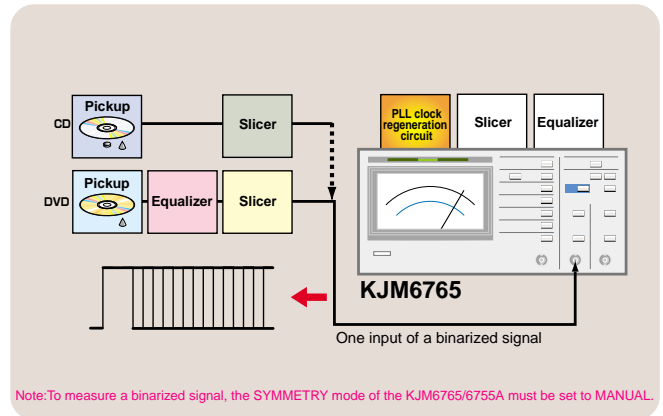 CD
Pickup
Slicer
DVD
Pickup
Equalizer
Slicer
PLL clock
regeneration
circuit
Slicer
Equalizer
KJM6765
One input of a binarized signal
Note:To measure a binarized signal, the SYMMETRY mode of the KJM6765/6755A must be set to MANUAL.